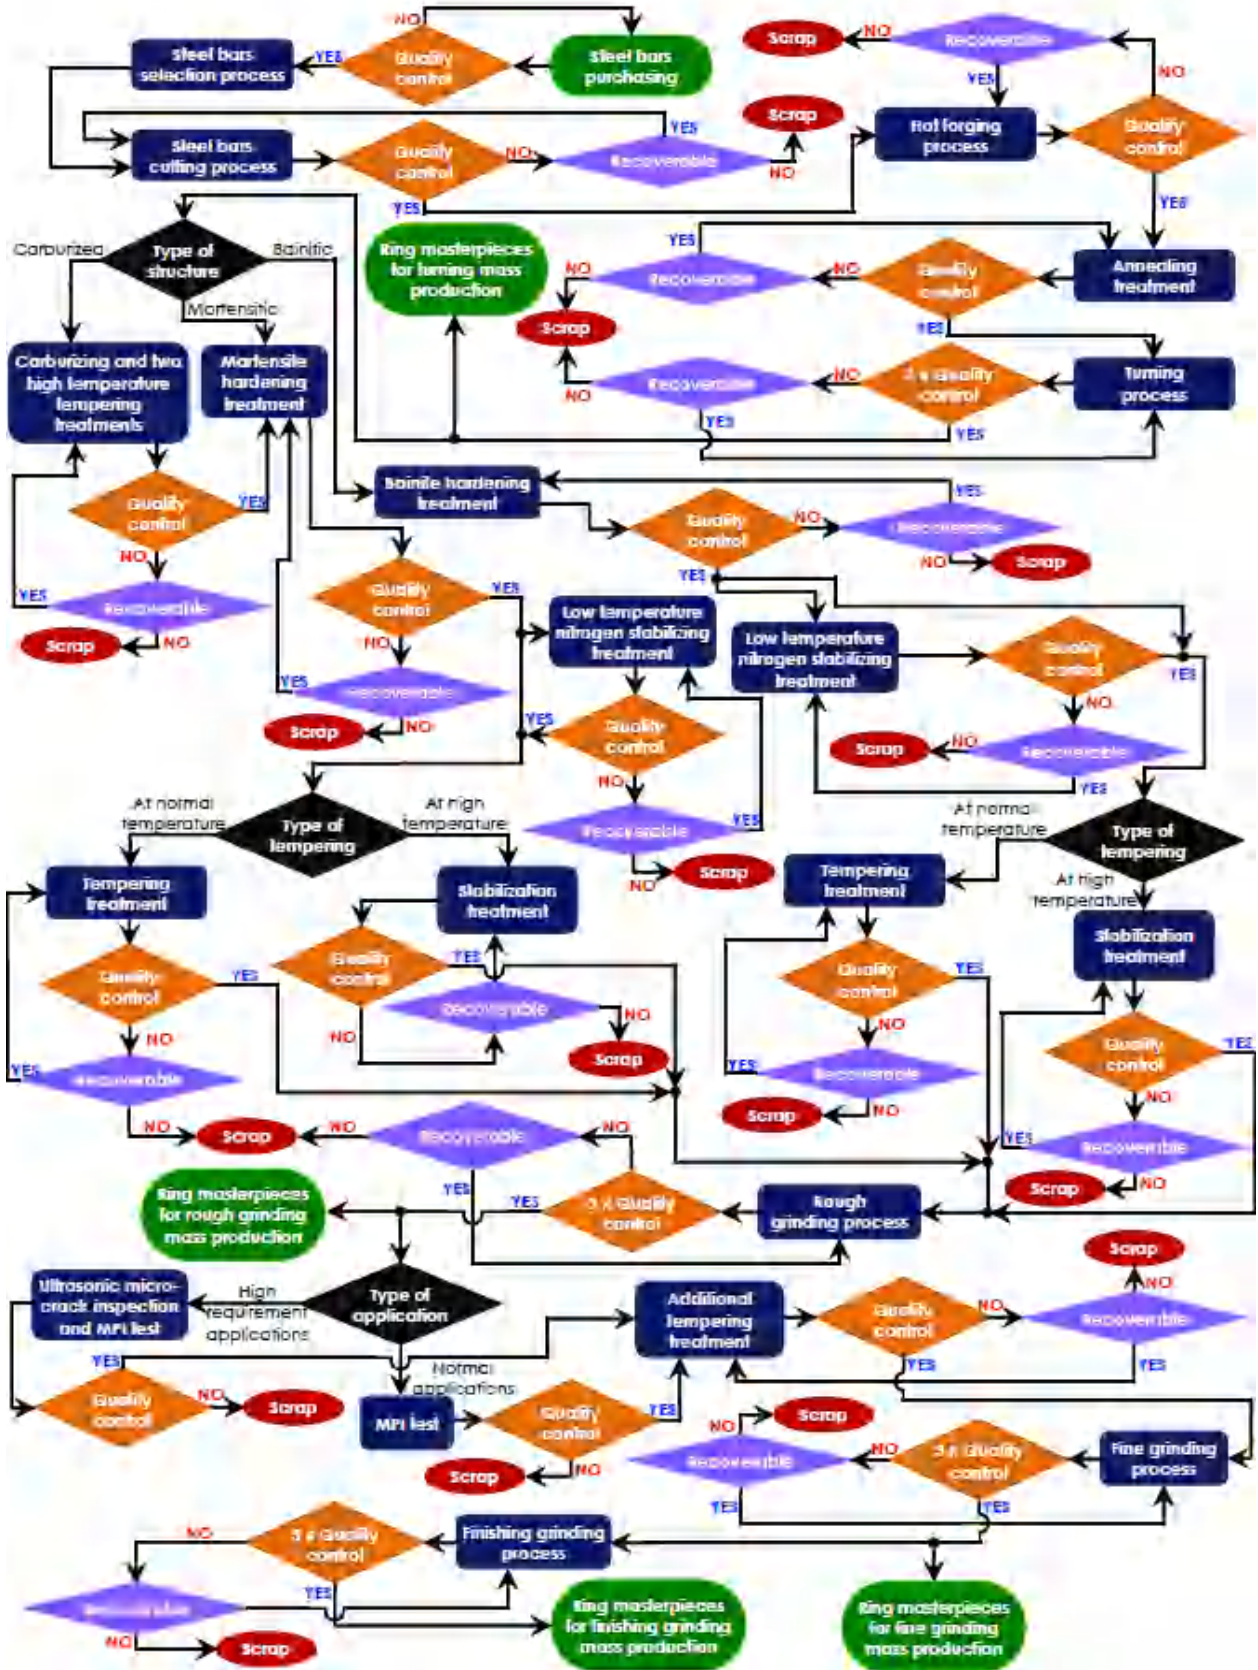 NO
Steel bars
selection process
YES
Quality
control
Steel bars
purchasing
Scrap
NO
Recoverable
YES
NO
Scrap
YES
Steel bars
cutting process
Quality
control
NO
Recoverable
NO
YES
Hot forging
process
Quality
control
YES
Carburized
Type of
structure
Bainitic
Martensitic
Ring masterpieces
for turning mass
production
YES
NO
Recoverable
NO
Quality
control
Annealing
treatment
Scrap
YES
Carburizing and two
high temperature
tempering
treatments
Martensite
hardening
treatment
NO
Recoverable
NO
3 x Quality
control
Turning
process
YES
YES
Quality
control
YES
NO
YES
Recoverable
Scrap
NO
Bainite hardening
treatment
Quality
control
NO
YES
Recoverable
NO
Scrap
YES
Quality
control
YES
NO
YES
Recoverable
Scrap
NO
Low temperature
nitrogen stabilizing
treatment
YES
Quality
control
NO
Recoverable
YES
NO
Scrap
Low temperature
nitrogen stabilizing
treatment
Quality
control
YES
NO
Scrap
NO
Recoverable
YES
At normal
temperature
Type of
tempering
At high
temperature
At normal
temperature
Type of
tempering
At high
temperature
Tempering
treatment
Quality
control
YES
NO
YES
Recoverable
NO
Scrap
Stabilization
treatment
Quality
control
YES
NO
Recoverable
NO
Scrap
Tempering
treatment
Quality
control
YES
NO
YES
Recoverable
Scrap
NO
Stabilization
treatment
Quality
control
YES
NO
YES
Recoverable
Scrap
NO
NO
Recoverable
NO
YES
Ring masterpieces
for rough grinding
mass production
YES
3 x Quality
control
Rough
grinding process
Ultrasonic micro-
crack inspection
and MPI test
High
requirement
applications
Type of
application
Additional
tempering
treatment
Quality
control
NO
Recoverable
NO
Scrap
YES
YES
YES
Quality
control
NO
Scrap
Normal
applications
MPI test
Quality
control
YES
NO
Scrap
Scrap
NO
Recoverable
NO
3 x Quality
control
Fine grinding
process
YES
YES
NO
3 x Quality
control
Finishing grinding
process
Recoverable
YES
NO
Scrap
Ring masterpieces
for finishing grinding
mass production
Ring masterpieces
for fine grinding
mass production